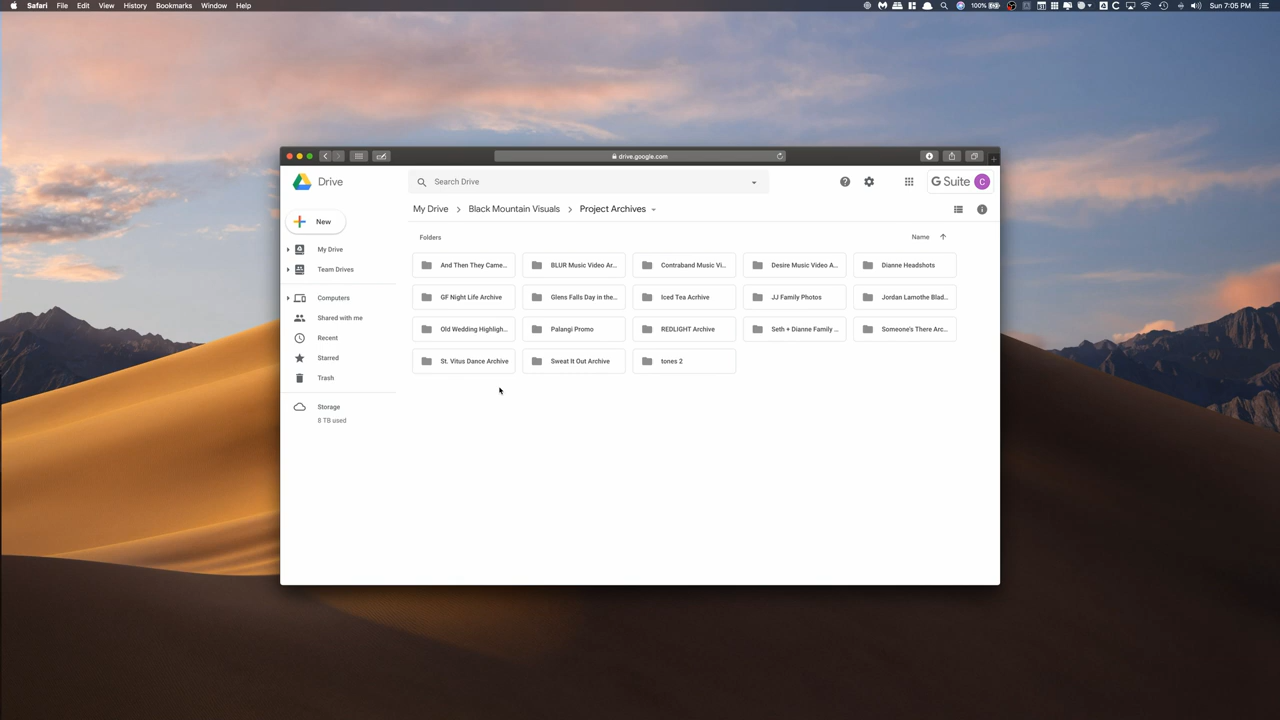 Safari File Edit View History Bookmarks Window Help 100% Sun 7:05 PM
drive.google.com
Drive Search Drive G Suite C
My Drive Black Mountain Visuals Project Archives
New
Folders Name
My Drive
Team Drives
Computers
Shared with me
Recent
Starred
Trash
Storage
8 TB used
And Then They Came... BLUR Music Video Ar... Contraband Music Vi... Desire Music Video A... Dianne Headshots
GF Night Life Archive Glens Falls Day in the... Iced Tea Acrhive JJ Family Photos Jordan Lamothe Blad...
Old Wedding Highligh... Palangi Promo REDLIGHT Archive Seth + Dianne Family ... Someone's There Arc...
St. Vitus Dance Archive Sweat It Out Archive tones 2